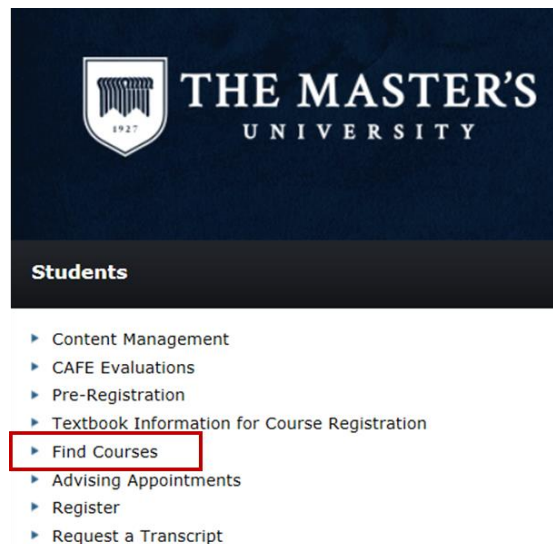 THE MASTER'S
UNIVERSITY
1927
Students
Content Management
CAFE Evaluations
Pre-Registration
Textbook Information for Course Registration
Find Courses
Advising Appointments
Register
Request a Transcript